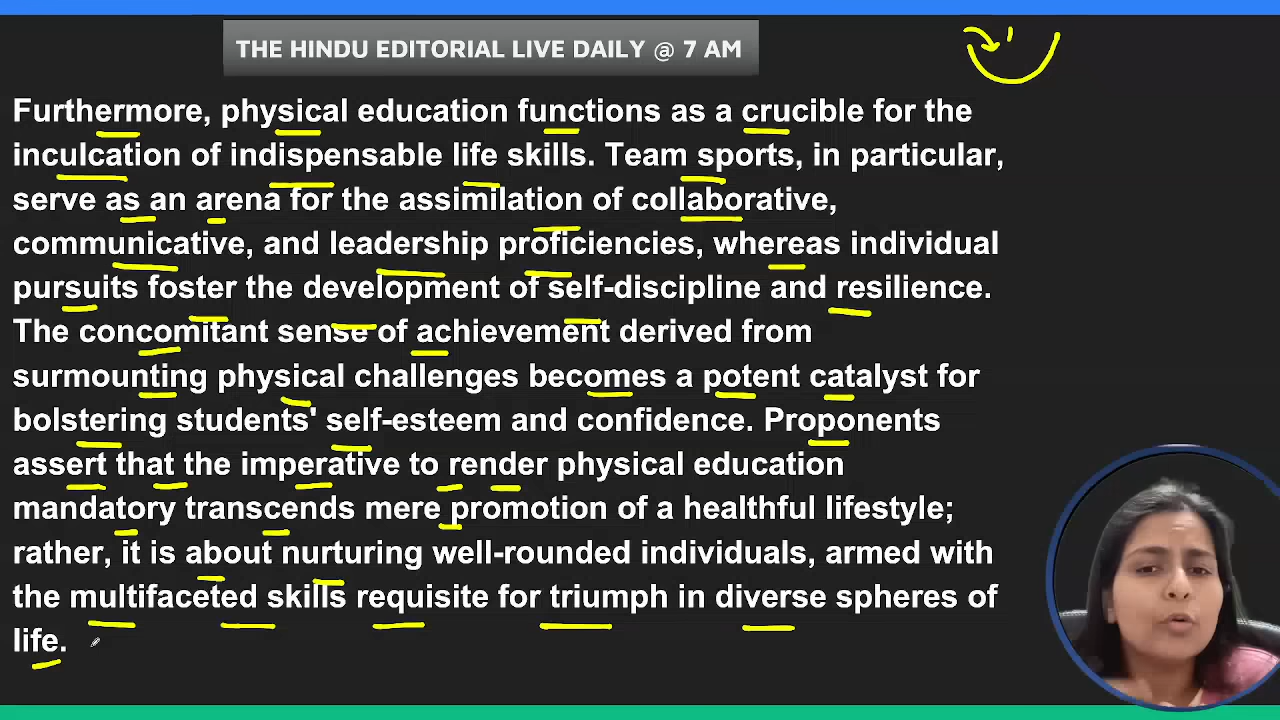 THE HINDU EDITORIAL LIVE DAILY @ 7 AM
Furthermore, physical education functions as a crucible for the
inculcation of indispensable life skills. Team sports, in particular,
serve as an arena for the assimilation of collaborative,
communicative, and leadership proficiencies, whereas individual
pursuits foster the development of self-discipline and resilience.
The concomitant sense of achievement derived from
surmounting physical challenges becomes a potent catalyst for
bolstering students' self-esteem and confidence. Proponents
assert that the imperative to render physical education
mandatory transcends mere promotion of a healthful lifestyle;
rather, it is about nurturing well-rounded individuals, armed with
the multifaceted skills requisite for triumph in diverse spheres of
life.